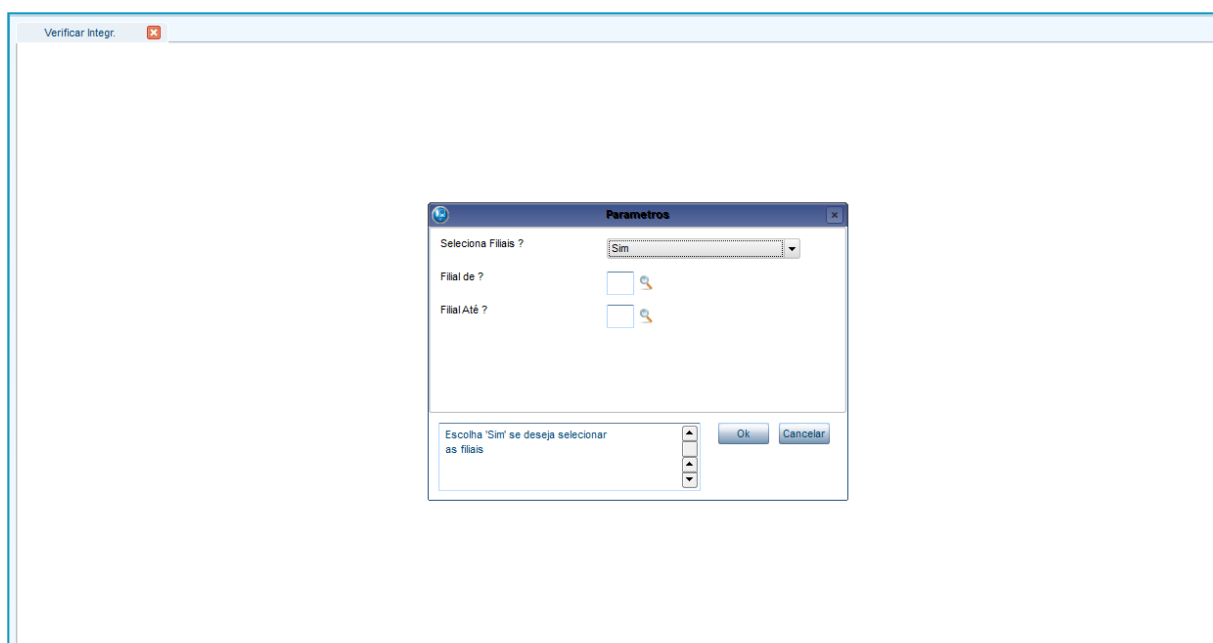 Verificar Integr.
Parametros
Seleciona Filiais ?
Sim
Filial de ?
Filial Até ?
Escolha 'Sim' se deseja selecionar
as filiais
Ok
Cancelar